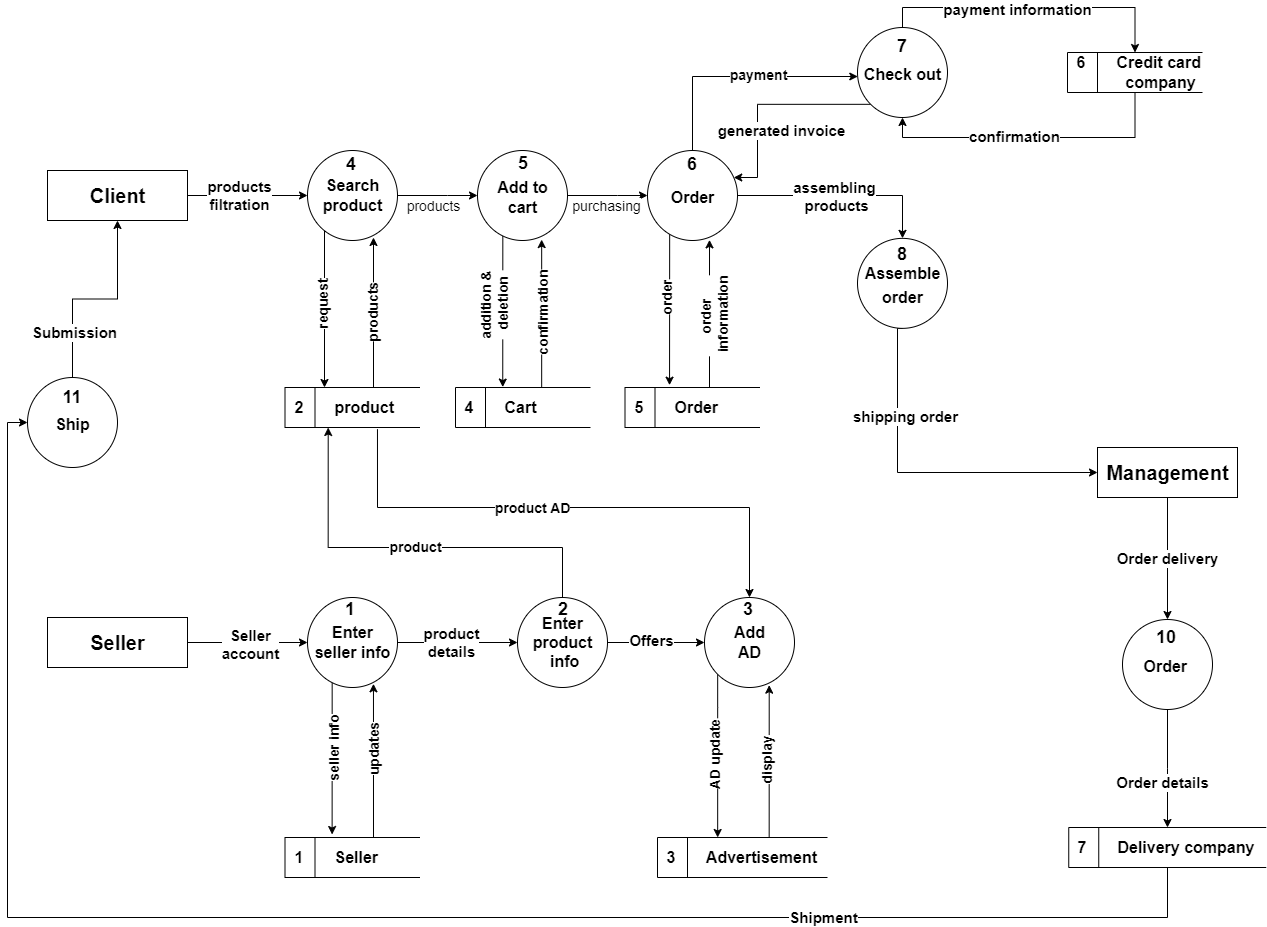 payment information
7
Check out
6
Credit card
company
payment
generated invoice
confirmation
Client
products
filtration
4
Search
product
products
5
Add to
cart
purchasing
6
Order
assembling
products
8
Assemble
order
request
products
addition &
deletion
confirmation
order
order
information
Submission
11
Ship
2
product
4
Cart
5
Order
shipping order
Management
product AD
product
Order delivery
Seller
Seller
account
1
Enter
seller info
product
details
2
Enter
product
info
Offers
3
Add
AD
10
Order
seller info
updates
AD update
display
Order details
1
Seller
3
Advertisement
7
Delivery company
Shipment